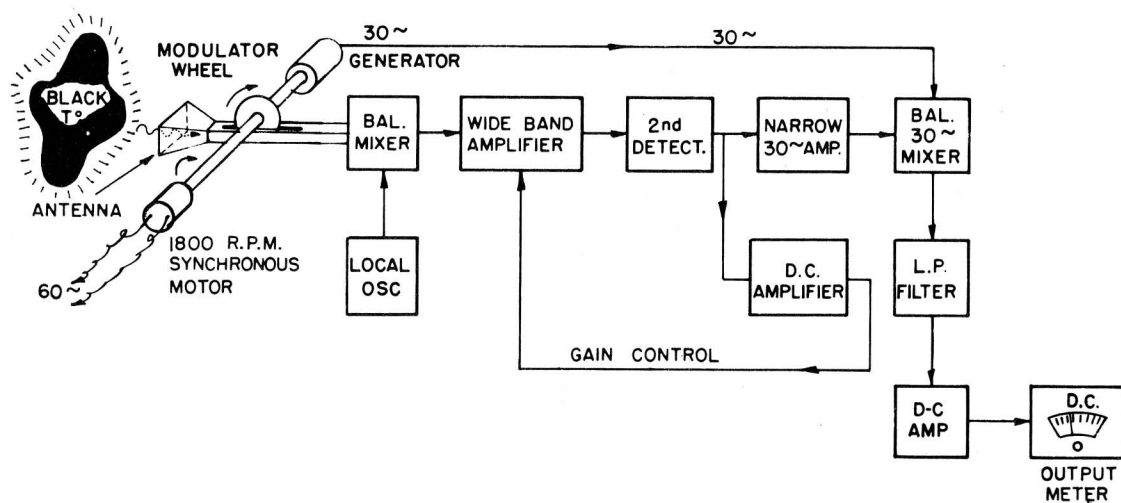 30~
30~
MODULATOR
WHEEL
GENERATOR
BLACK
T°
BAL.
MIXER
WIDE BAND
AMPLIFIER
2nd
DETECT.
NARROW
30~ AMP.
BAL.
30~
MIXER
ANTENNA
1800 R.P.M.
SYNCHRONOUS
MOTOR
60~
LOCAL
OSC
D.C.
AMPLIFIER
L.P.
FILTER
GAIN CONTROL
D-C
AMP
D.C.
OUTPUT
METER